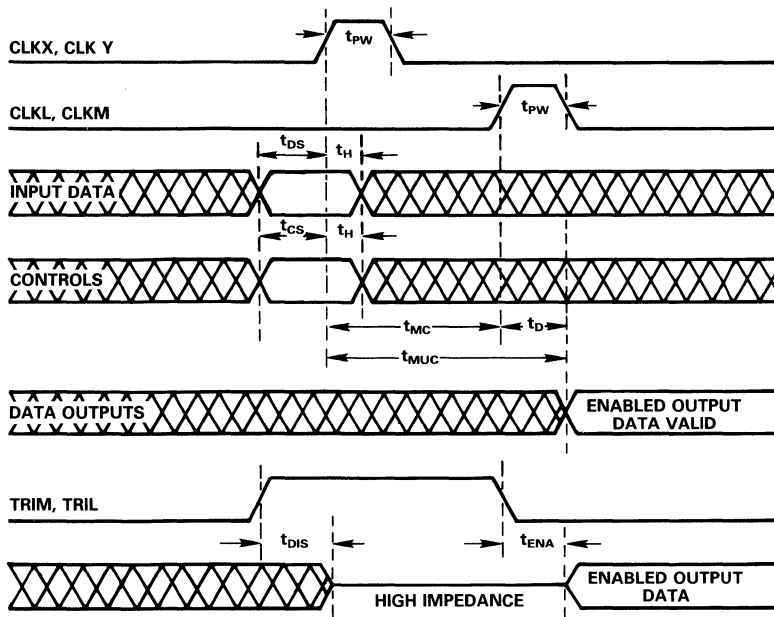 CLKX, CLK Y
tPW
CLKL, CLKM
tPW
tDS
tH
INPUT DATA
tCS
tH
CONTROLS
tMC
tD
tMUC
DATA OUTPUTS
ENABLED OUTPUT
DATA VALID
TRIM, TRIL
tDIS
tENA
HIGH IMPEDANCE
ENABLED OUTPUT
DATA